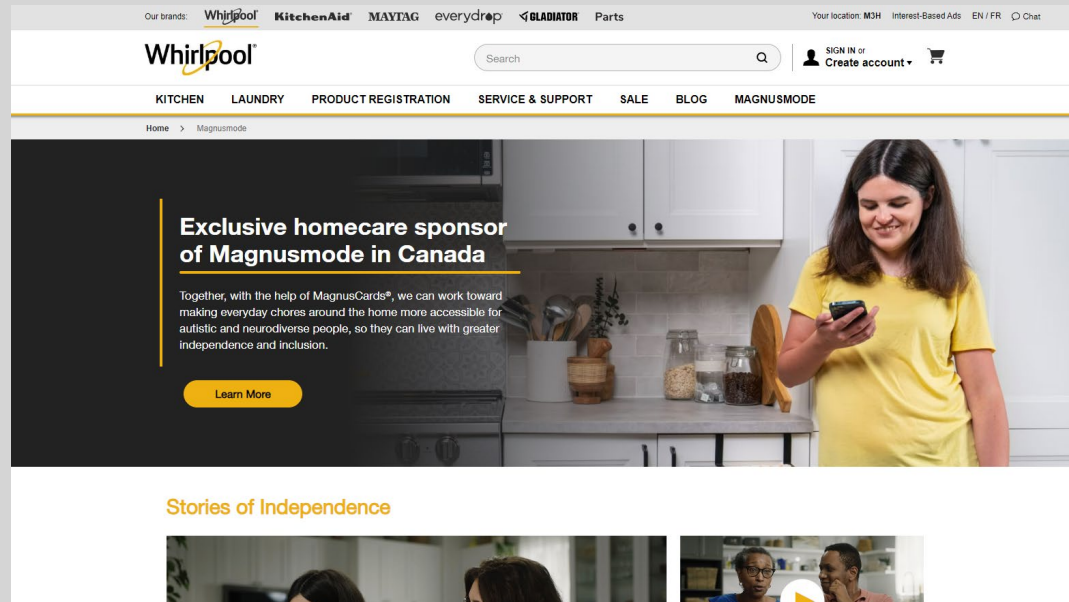 Our brands: Whirlpool KitchenAid MAYTAG everydrop GLADIATOR Parts Your location: M3H Interest-Based Ads EN / FR Chat
Whirlpool® Search SIGN IN or
Create account
KITCHEN LAUNDRY PRODUCT REGISTRATION SERVICE & SUPPORT SALE BLOG MAGNUSMODE
Home > Magnusmode
Exclusive homecare sponsor
of Magnusmode in Canada
Together, with the help of MagnusCards®, we can work toward
making everyday chores around the home more accessible for
autistic and neurodiverse people, so they can live with greater
independence and inclusion.
Learn More
Stories of Independence